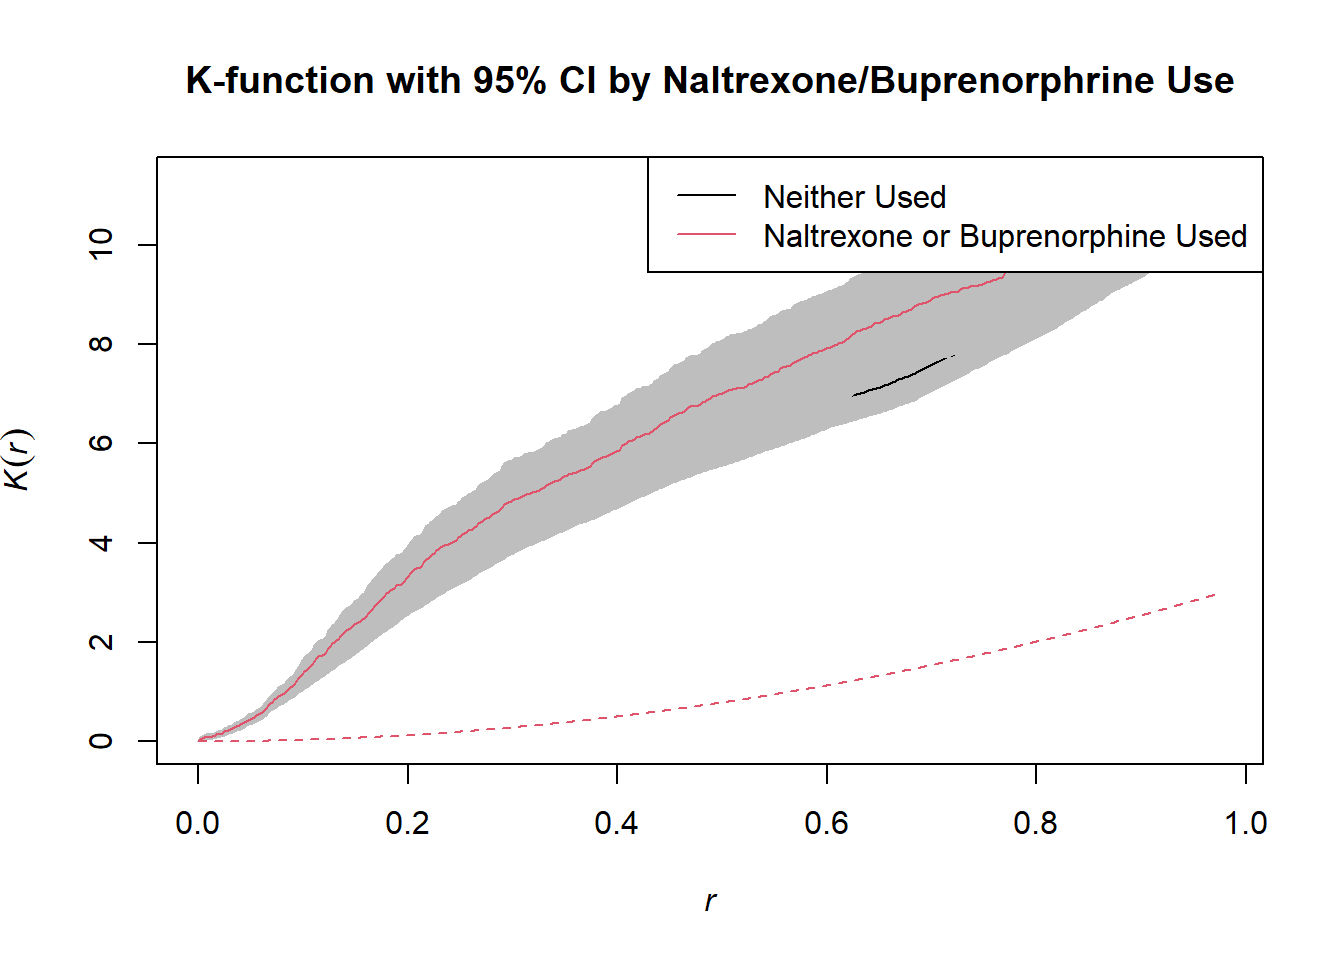 K-function with 95% CI by Naltrexone/Buprenorphrine Use
Neither Used
Naltrexone or Buprenorphine Used
K(r)
10
8
6
4
2
0
0.0 0.2 0.4 0.6 0.8 1.0
r